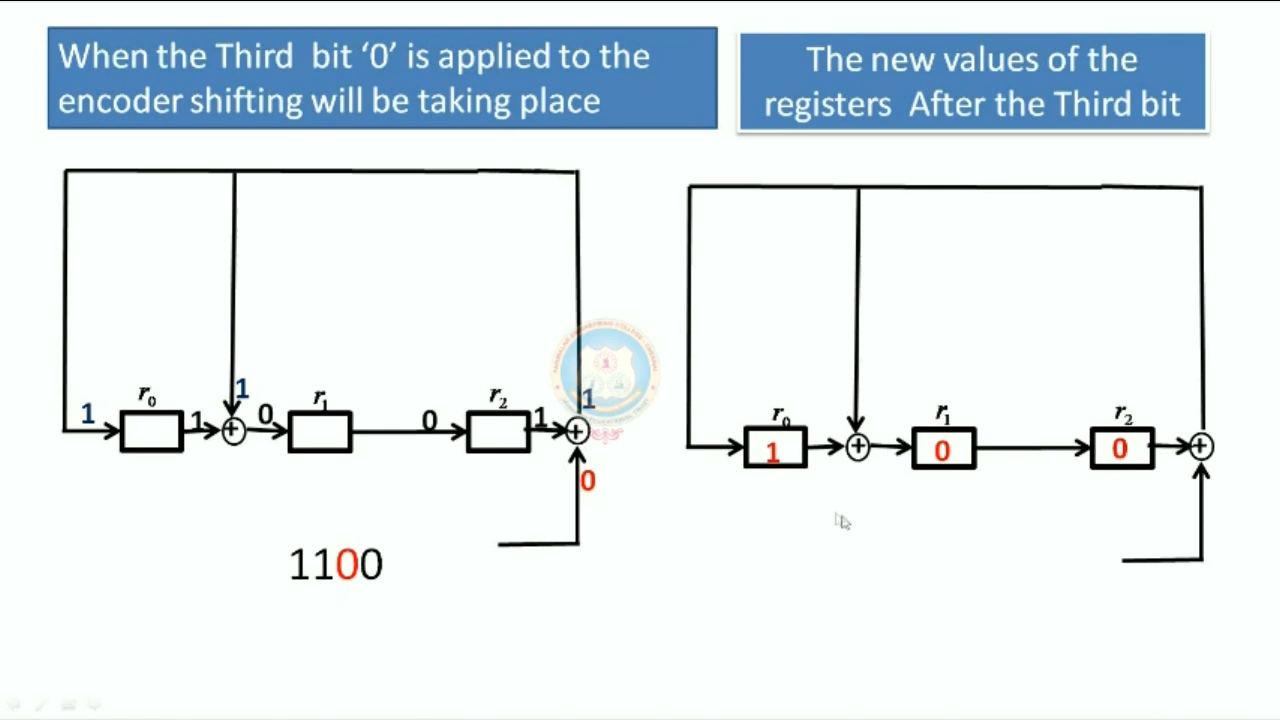 When the Third bit ‘0’ is applied to the
encoder shifting will be taking place
The new values of the
registers After the Third bit
r₀
r₁
r₂
1
1
1
0
0
1
1
0
1100
r₀
r₁
r₂
1
0
0